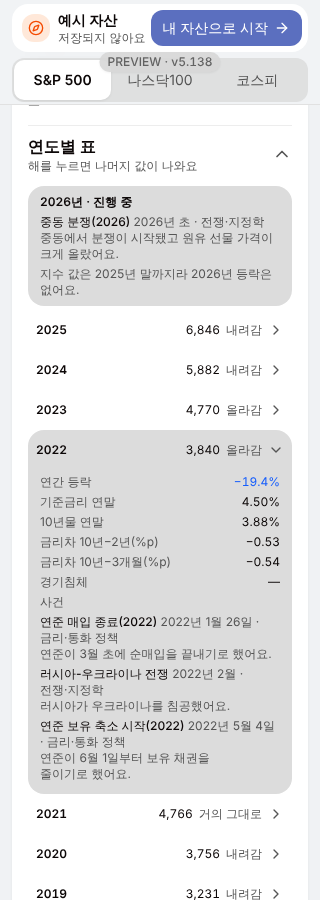 예시 자산
저장되지 않아요
내 자산으로 시작 →
PREVIEW · v5.138
S&P 500
나스닥100
코스피
연도별 표
해를 누르면 나머지 값이 나와요
2026년 · 진행 중
중동 분쟁(2026) 2026년 초 · 전쟁·지정학
중동에서 분쟁이 시작됐고 원유 선물 가격이
크게 올랐어요.
지수 값은 2025년 말까지라 2026년 등락은
없어요.
2025 6,846 내려감
2024 5,882 내려감
2023 4,770 올라감
2022 3,840 올라감
연간 등락 −19.4%
기준금리 연말 4.50%
10년물 연말 3.88%
금리차 10년−2년(%p) −0.53
금리차 10년−3개월(%p) −0.54
경기침체 —
사건
연준 매입 종료(2022) 2022년 1월 26일 ·
금리·통화 정책
연준이 3월 초에 순매입을 끝내기로 했어요.
러시아-우크라이나 전쟁 2022년 2월 ·
전쟁·지정학
러시아가 우크라이나를 침공했어요.
연준 보유 축소 시작(2022) 2022년 5월 4일
· 금리·통화 정책
연준이 6월 1일부터 보유 채권을
줄이기로 했어요.
2021 4,766 거의 그대로
2020 3,756 내려감
2019 3,231 내려감